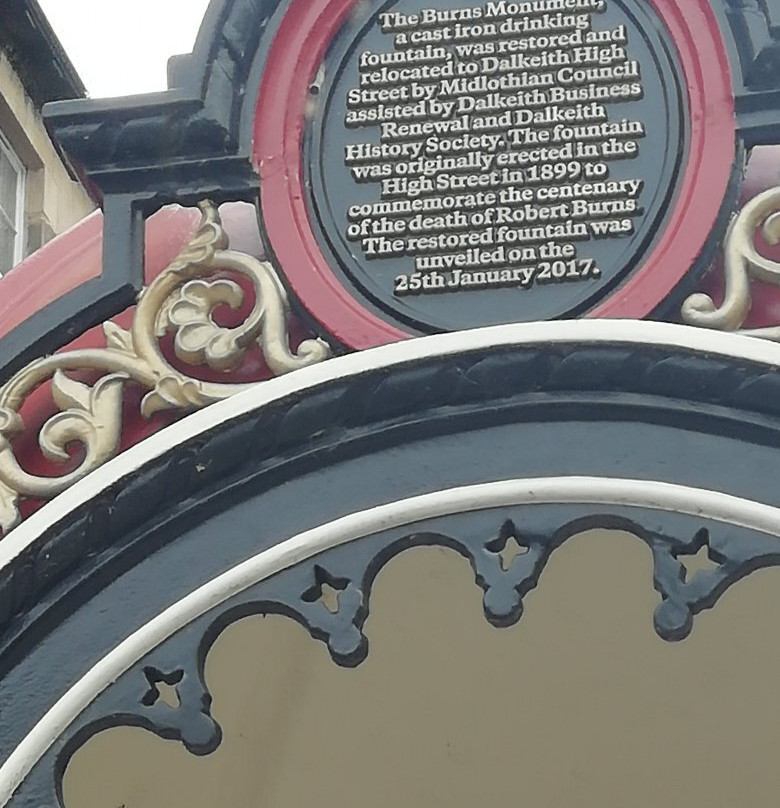 The Burns Monument,
a cast iron drinking
fountain, was restored and
relocated to Dalkeith High
Street by Midlothian Council
assisted by Dalkeith Business
Renewal and Dalkeith
History Society. The fountain
was originally erected in the
High Street in 1899 to
commemorate the centenary
of the death of Robert Burns.
The restored fountain was
unveiled on the
25th January 2017.